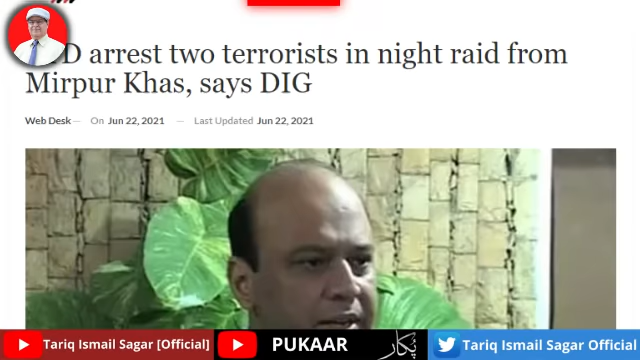 D arrest two terrorists in night raid from
Mirpur Khas, says DIG
Web Desk — On Jun 22, 2021 — Last Updated Jun 22, 2021
Tariq Ismail Sagar [Official]
PUKAAR
پُکار
Tariq Ismail Sagar Official